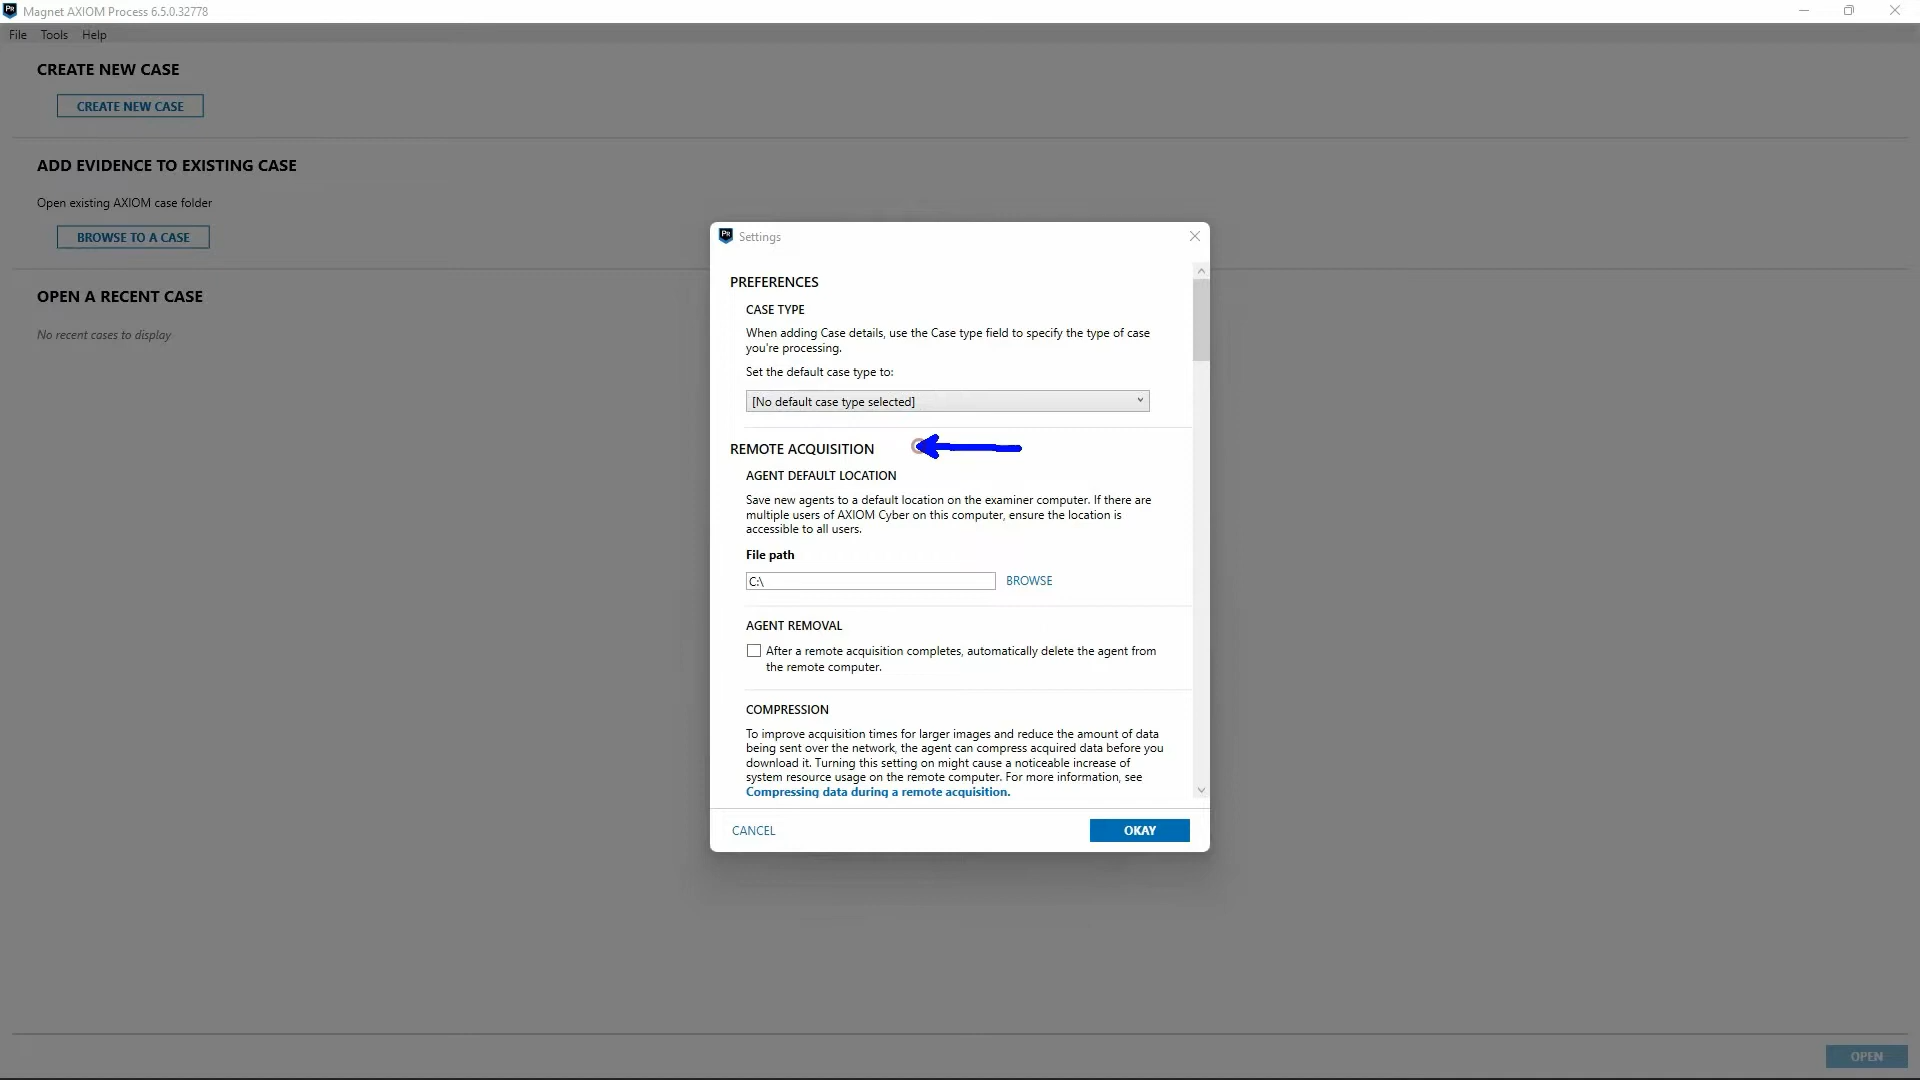 Magnet AXIOM Process 6.5.0.32778
File Tools Help
CREATE NEW CASE
CREATE NEW CASE
ADD EVIDENCE TO EXISTING CASE
Open existing AXIOM case folder
BROWSE TO A CASE
OPEN A RECENT CASE
No recent cases to display
Settings
PREFERENCES
CASE TYPE
When adding Case details, use the Case type field to specify the type of case
you're processing.
Set the default case type to:
[No default case type selected]
REMOTE ACQUISITION
AGENT DEFAULT LOCATION
Save new agents to a default location on the examiner computer. If there are
multiple users of AXIOM Cyber on this computer, ensure the location is
accessible to all users.
File path
C:\
BROWSE
AGENT REMOVAL
After a remote acquisition completes, automatically delete the agent from
the remote computer.
COMPRESSION
To improve acquisition times for larger images and reduce the amount of data
being sent over the network, the agent can compress acquired data before you
download it. Turning this setting on might cause a noticeable increase of
system resource usage on the remote computer. For more information, see
Compressing data during a remote acquisition.
CANCEL
OKAY
OPEN